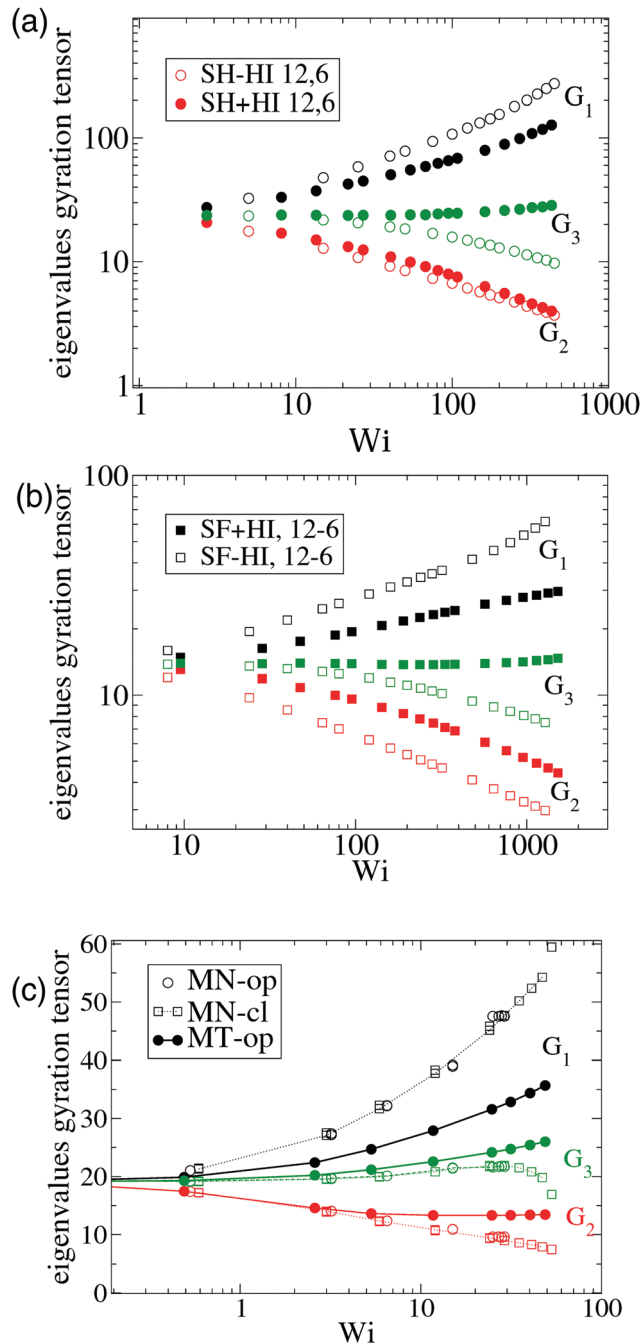 (a)
eigenvalues gyration tensor
100
10
1
SH-HI 12,6
SH+HI 12,6
G1
G3
G2
1 10 100 1000
Wi
(b)
eigenvalues gyration tensor
100
10
SF+HI, 12-6
SF-HI, 12-6
G1
G3
G2
10 100 1000
Wi
(c)
eigenvalues gyration tensor
60
50
40
30
20
10
0
MN-op
MN-cl
MT-op
G1
G3
G2
1 10 100
Wi